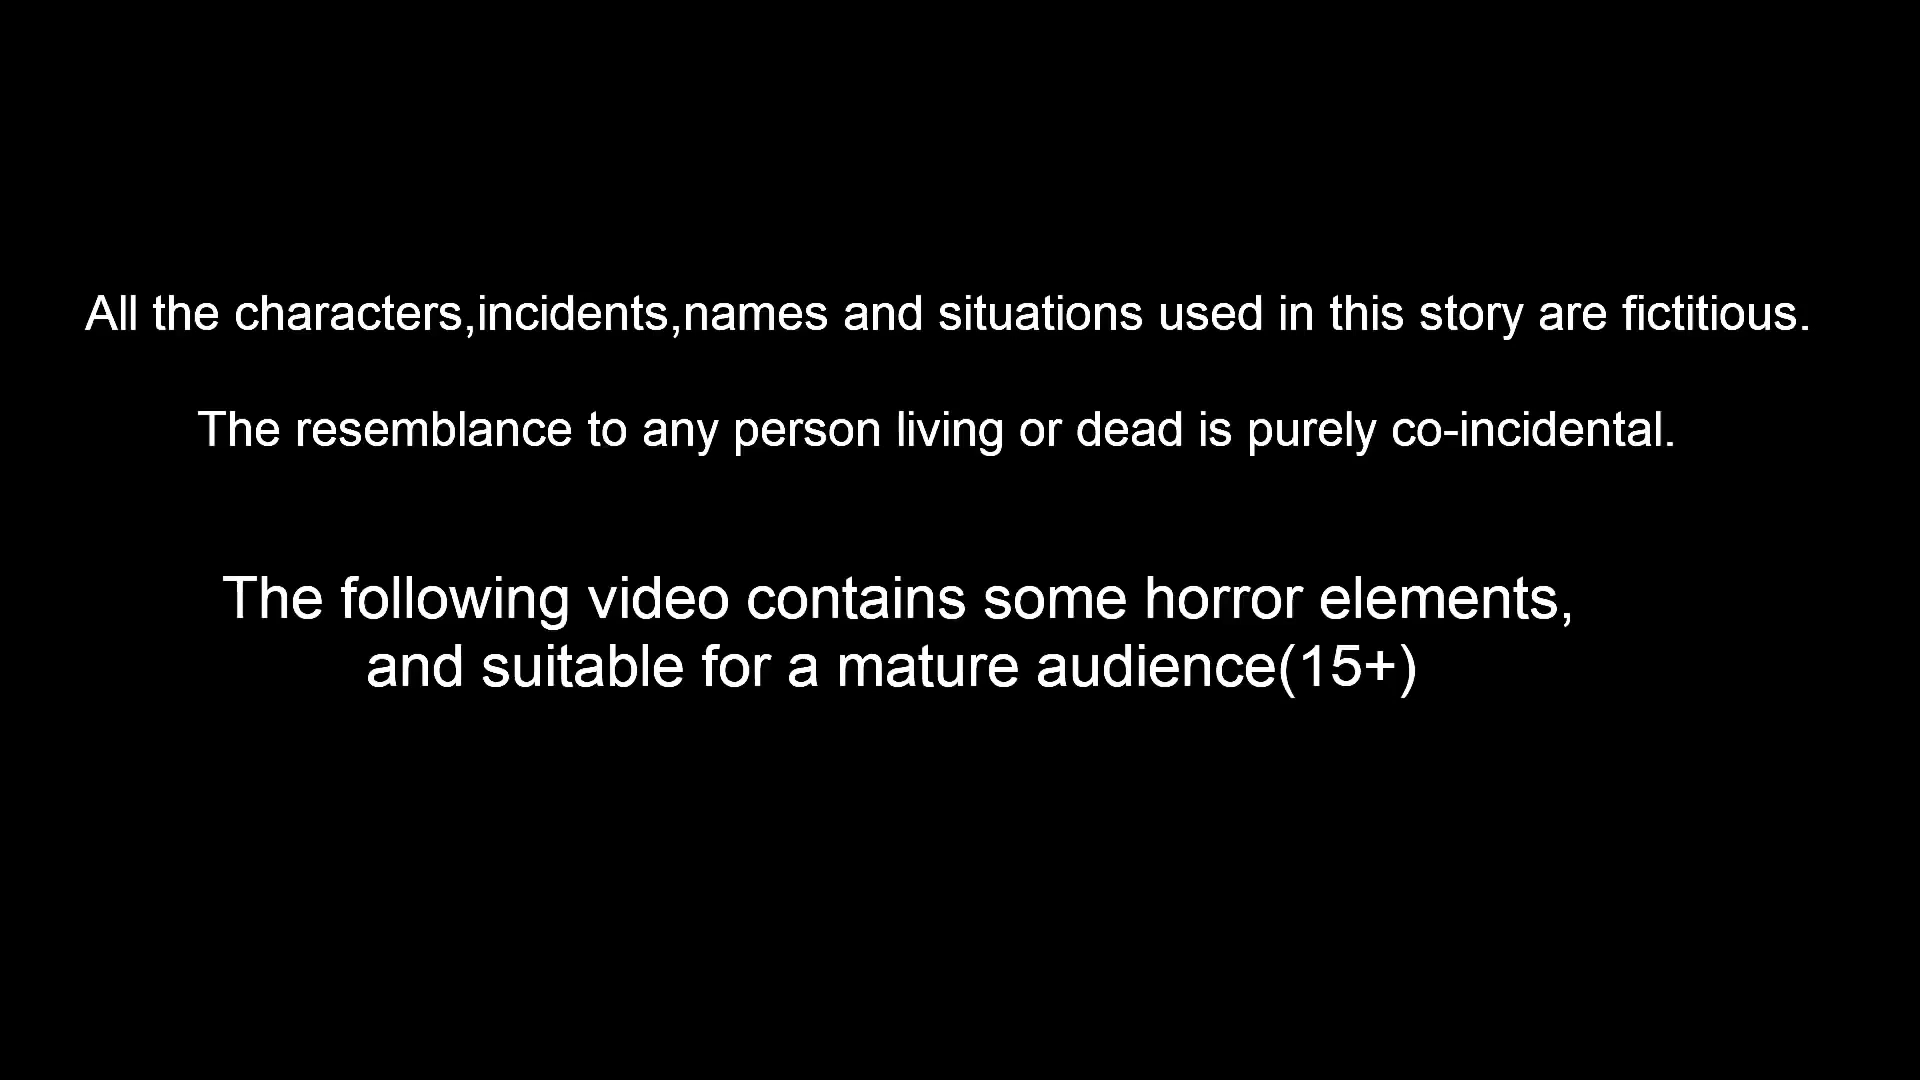 All the characters,incidents,names and situations used in this story are fictitious.
The resemblance to any person living or dead is purely co-incidental.
The following video contains some horror elements,
and suitable for a mature audience(15+)